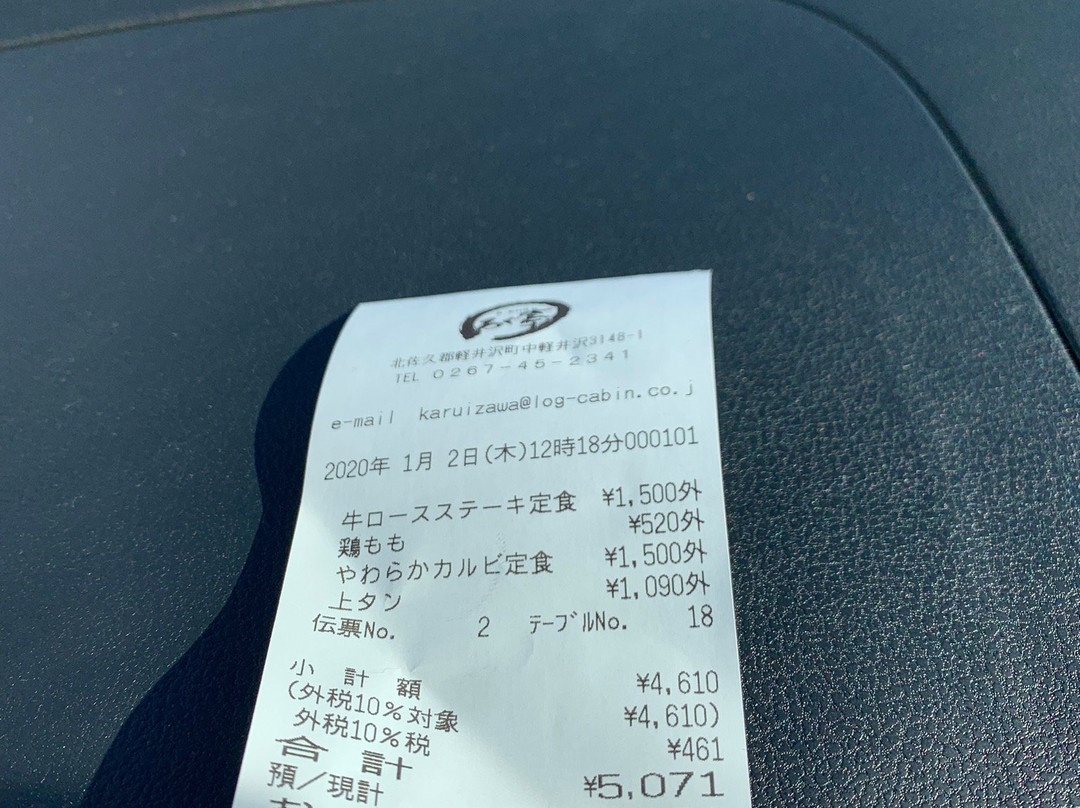 北佐久郡軽井沢町中軽井沢3148-1
TEL 0267-45-2341
e-mail karuizawa@log-cabin.co.j
2020年 1月 2日(木)12時18分000101
牛ロースステーキ定食 ¥1,500外
鶏もも ¥520外
やわらかカルビ定食 ¥1,500外
上タン ¥1,090外
伝票No. 2 テーブルNo. 18
小計額 ¥4,610
(外税10%対象 ¥4,610)
外税10%税 ¥461
合計 ¥5,071
預/現計